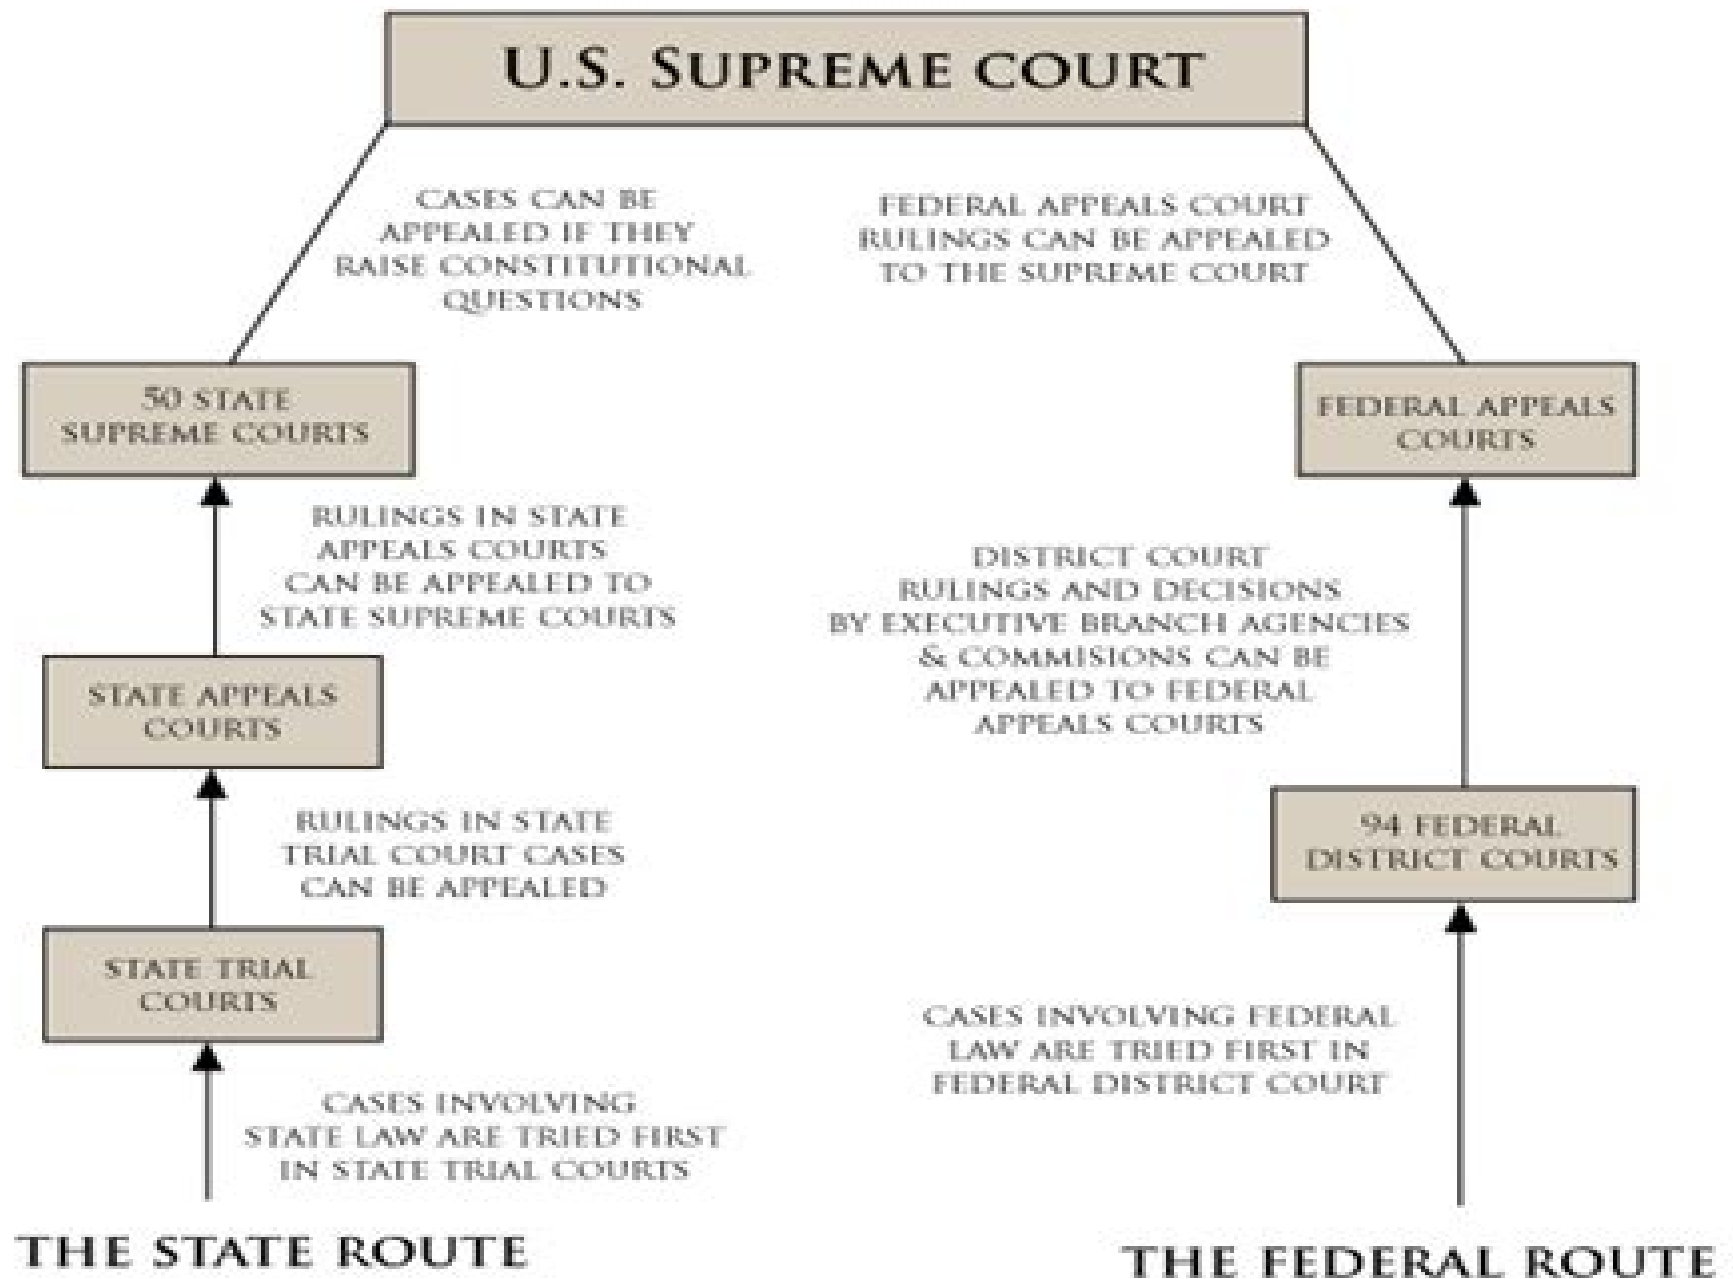 U.S. SUPREME COURT
CASES CAN BE
APPEALED IF THEY
RAISE CONSTITUTIONAL
QUESTIONS
FEDERAL APPEALS COURT
RULINGS CAN BE APPEALED
TO THE SUPREME COURT
50 STATE
SUPREME COURTS
FEDERAL APPEALS
COURTS
RULINGS IN STATE
APPEALS COURTS
CAN BE APPEALED TO
STATE SUPREME COURTS
DISTRICT COURT
RULINGS AND DECISIONS
BY EXECUTIVE BRANCH AGENCIES
& COMMISIONS CAN BE
APPEALED TO FEDERAL
APPEALS COURTS
STATE APPEALS
COURTS
94 FEDERAL
DISTRICT COURTS
RULINGS IN STATE
TRIAL COURT CASES
CAN BE APPEALED
STATE TRIAL
COURTS
CASES INVOLVING FEDERAL
LAW ARE TRIED FIRST IN
FEDERAL DISTRICT COURT
CASES INVOLVING
STATE LAW ARE TRIED FIRST
IN STATE TRIAL COURTS
THE STATE ROUTE
THE FEDERAL ROUTE